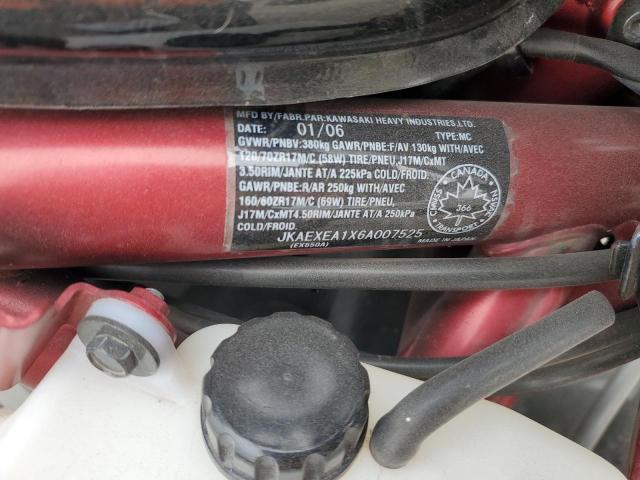 MFD BY/FABR.PAR:KAWASAKI HEAVY INDUSTRIES,LTD.
DATE: 01/06 TYPE:MC
GVWR/PNBV:380kg GAWR/PNBE:F/AV 130kg WITH/AVEC
120/70ZR17M/C (58W) TIRE/PNEU,J17M/CxMT
3.50RIM/JANTE AT/A 225kPa COLD/FROID.
GAWR/PNBE:R/AR 250kg WITH/AVEC
160/60ZR17M/C (69W) TIRE/PNEU,
J17M/CxMT4.50RIM/JANTE AT/A 250kPa
COLD/FROID.
JKAEXEA1X6A007525
(EX650A) MADE IN JAPAN
CANADA
CMVSS 366 NSVAC
TRANSPORT